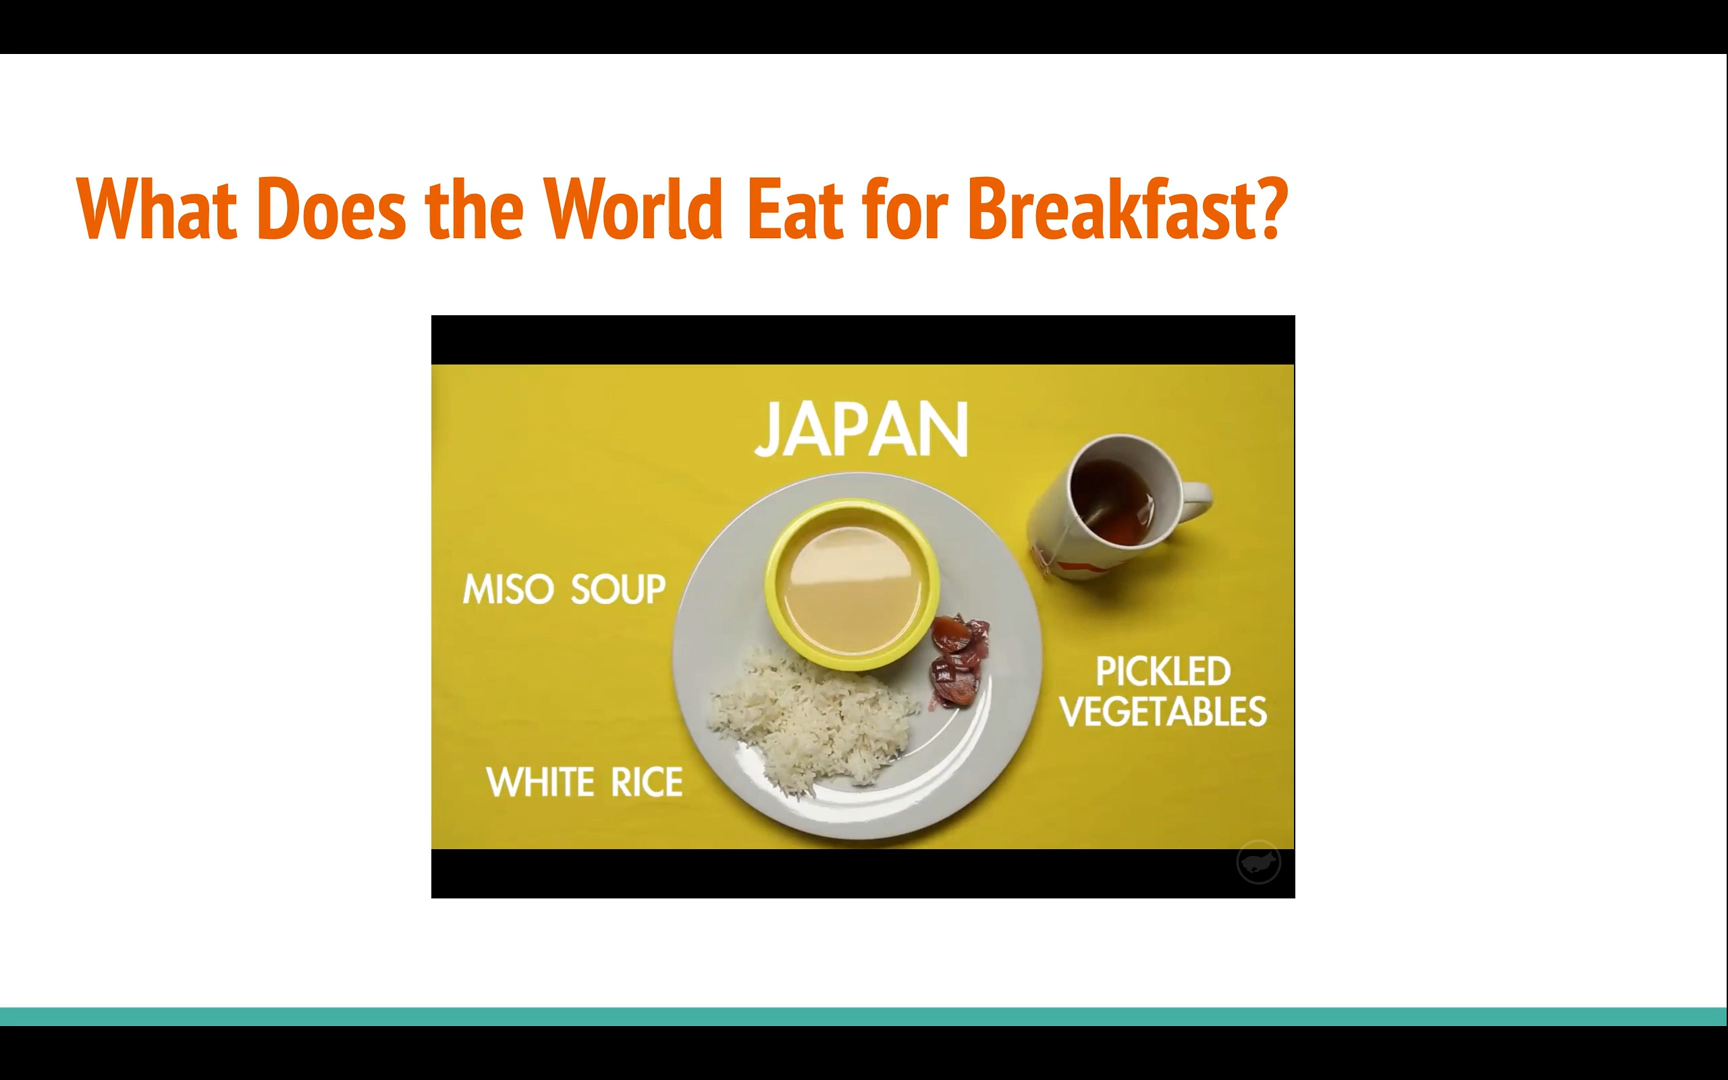 What Does the World Eat for Breakfast?
JAPAN
MISO SOUP
PICKLED
VEGETABLES
WHITE RICE